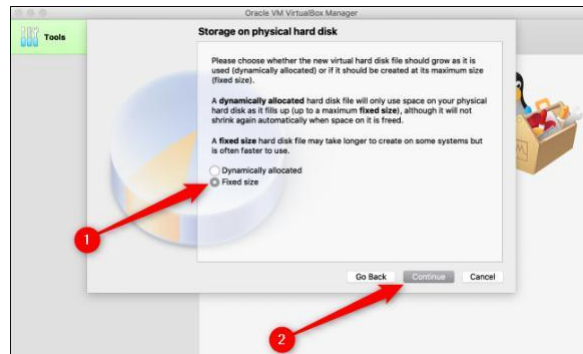 Oracle VM VirtualBox Manager
Tools
Storage on physical hard disk
Please choose whether the new virtual hard disk file should grow as it is
used (dynamically allocated) or if it should be created at its maximum size
(fixed size).
A dynamically allocated hard disk file will only use space on your physical
hard disk as it fills up (up to a maximum fixed size), although it will not
shrink again automatically when space on it is freed.
A fixed size hard disk file may take longer to create on some systems but
is often faster to use.
Dynamically allocated
Fixed size
1
Go Back Continue Cancel
2